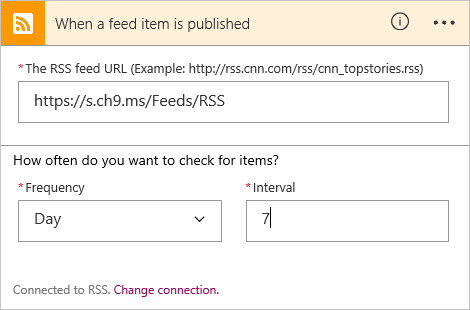 When a feed item is published
* The RSS feed URL (Example: http://rss.cnn.com/rss/cnn_topstories.rss)
https://s.ch9.ms/Feeds/RSS
How often do you want to check for items?
* Frequency * Interval
Day 7
Connected to RSS. Change connection.